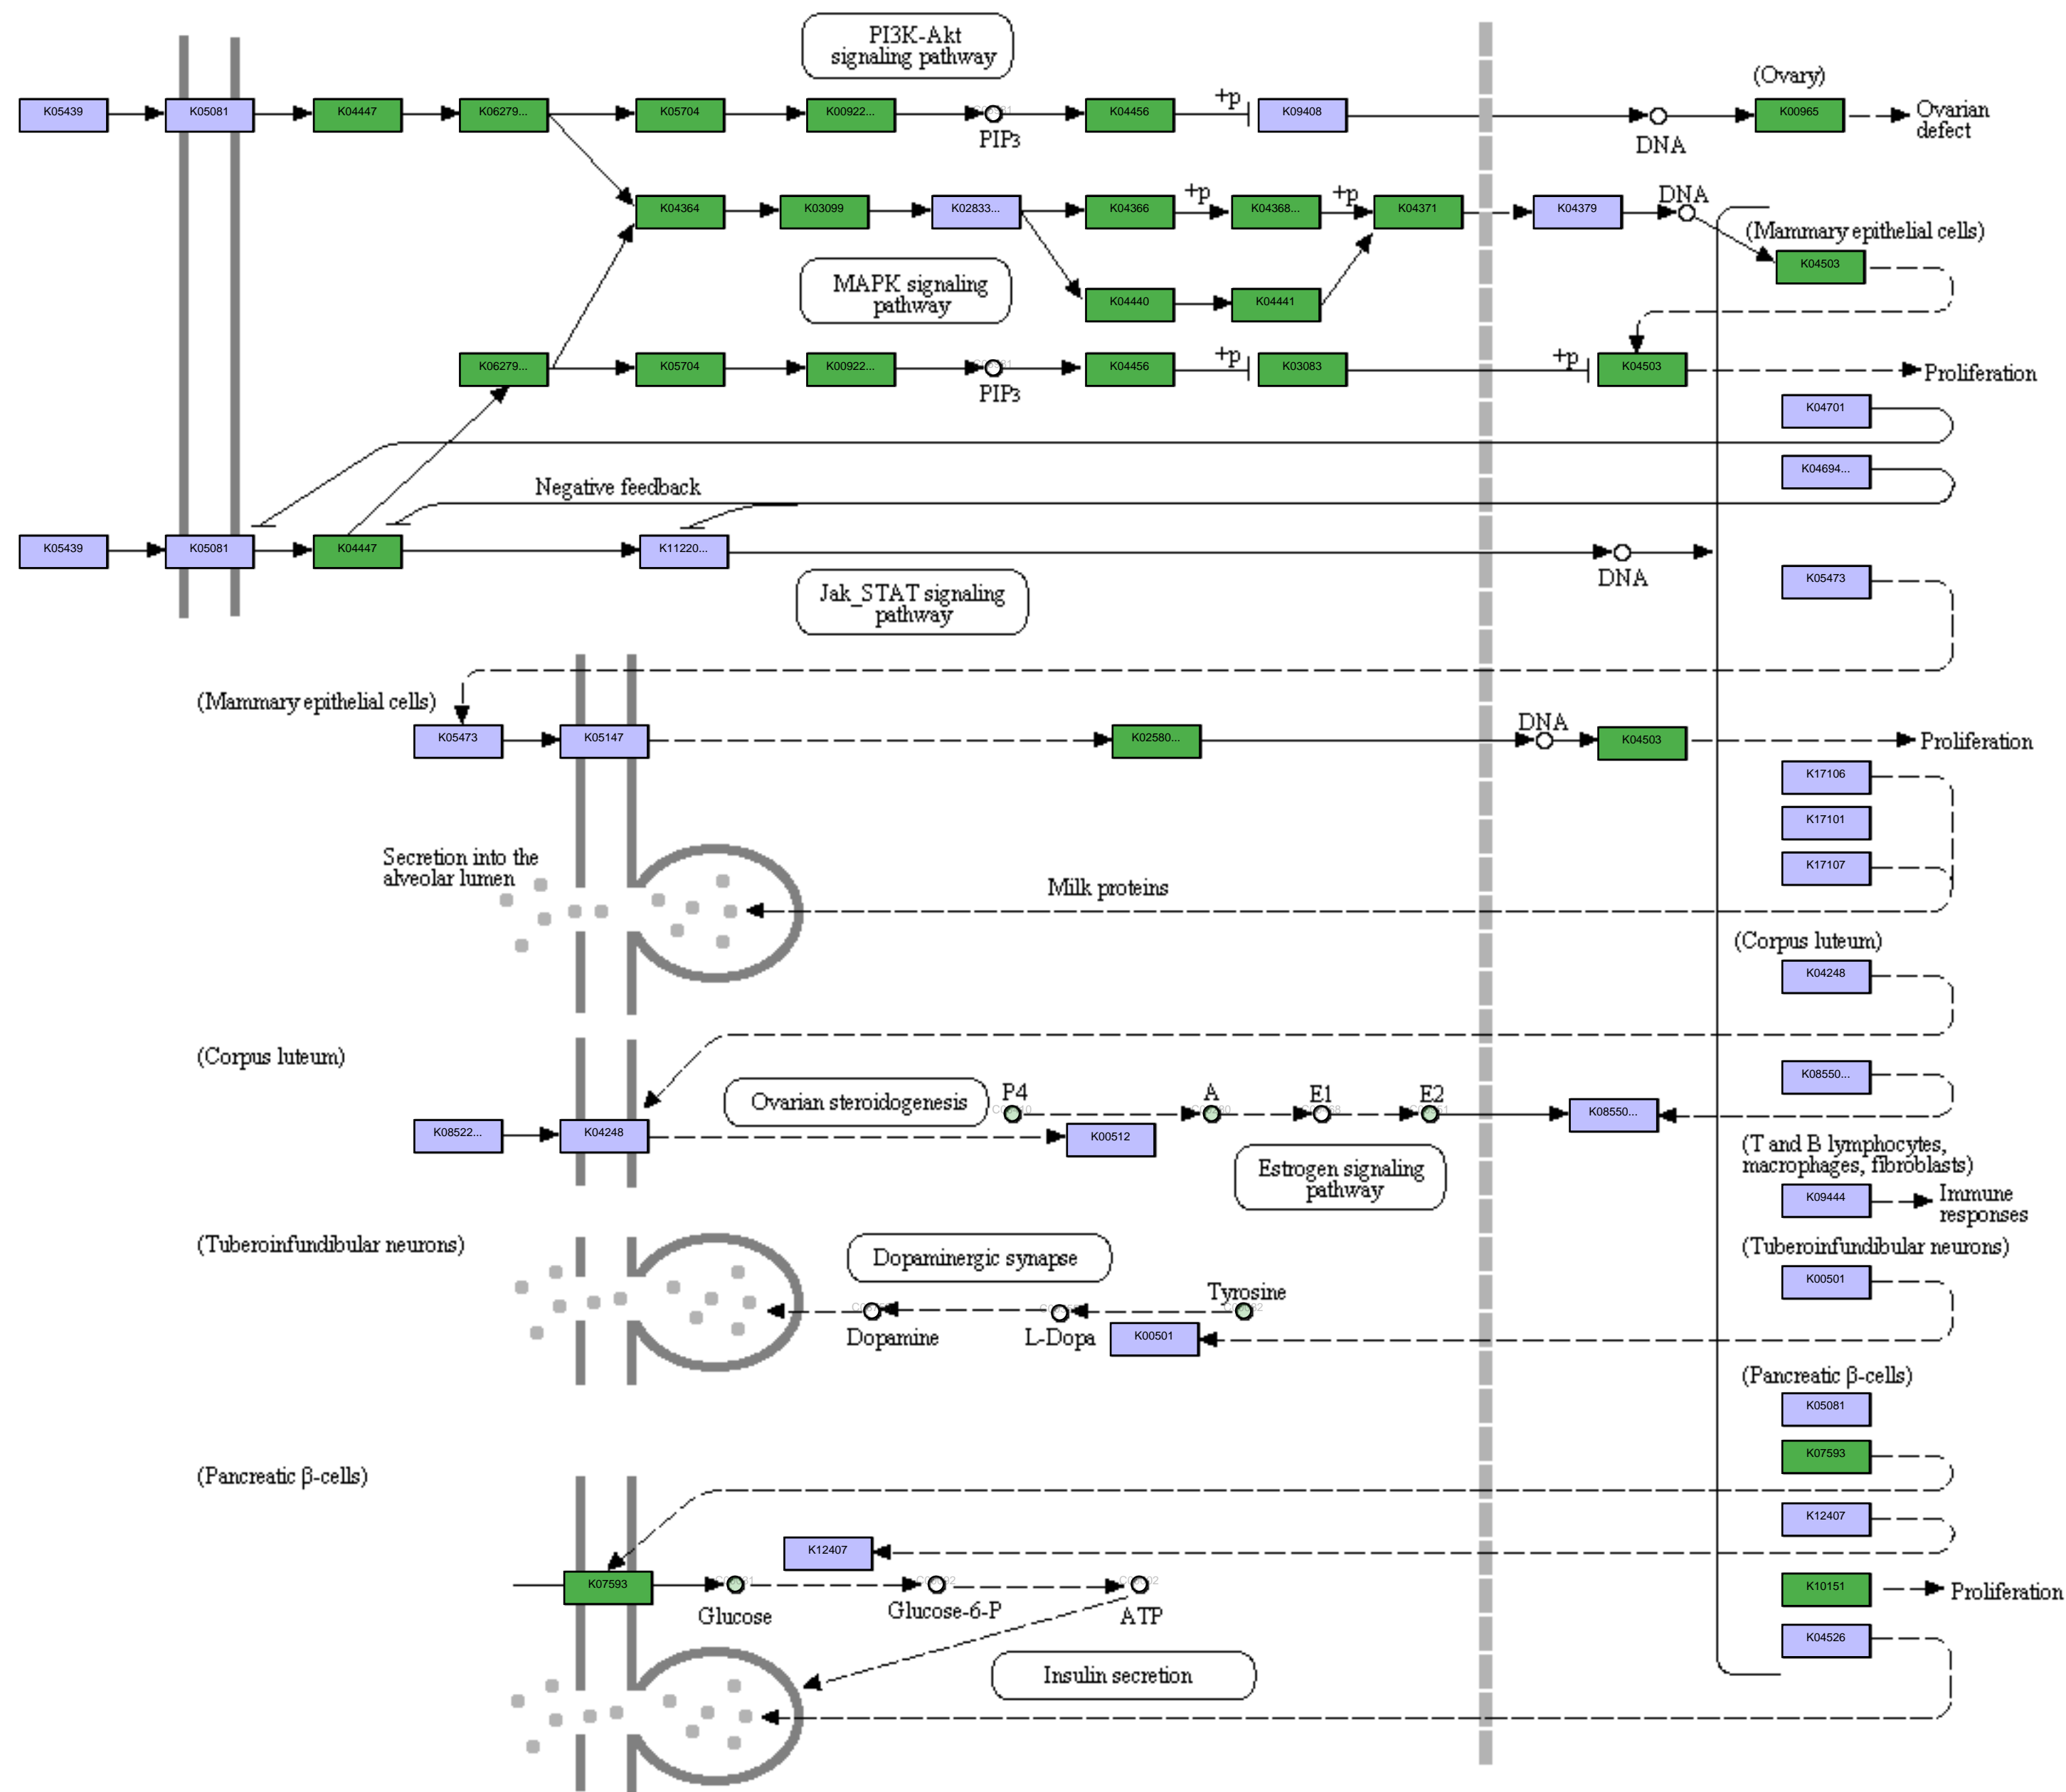 PI3K-Akt
signaling pathway
(Ovary)
K05439
K05081
K04447
K06279...
K05704
K00922...
PIP3
K04456
+p
K09408
DNA
K00965
Ovarian
defect
K04364
K03099
K02833...
K04366
+p
K04368...
+p
K04371
K04379
DNA
(Mammary epithelial cells)
K04503
MAPK signaling
pathway
K04440
K04441
K06279...
K05704
K00922...
PIP3
K04456
+p
K03083
+p
K04503
Proliferation
K04701
K04694...
Negative feedback
K05439
K05081
K04447
K11220...
DNA
K05473
Jak_STAT signaling
pathway
(Mammary epithelial cells)
K05473
K05147
K02580...
DNA
K04503
Proliferation
K17106
K17101
K17107
Secretion into the
alveolar lumen
Milk proteins
(Corpus luteum)
K04248
(Corpus luteum)
K08522...
K04248
Ovarian steroidogenesis
P4
A
E1
E2
K00512
K08550...
K08550...
Estrogen signaling
pathway
(T and B lymphocytes,
macrophages, fibroblasts)
K09444
Immune
responses
(Tuberoinfundibular neurons)
Dopaminergic synapse
(Tuberoinfundibular neurons)
K00501
Tyrosine
Dopamine
L-Dopa
K00501
(Pancreatic β-cells)
K05081
K07593
(Pancreatic β-cells)
K12407
K12407
K07593
Glucose
Glucose-6-P
ATP
K10151
Proliferation
K04526
Insulin secretion